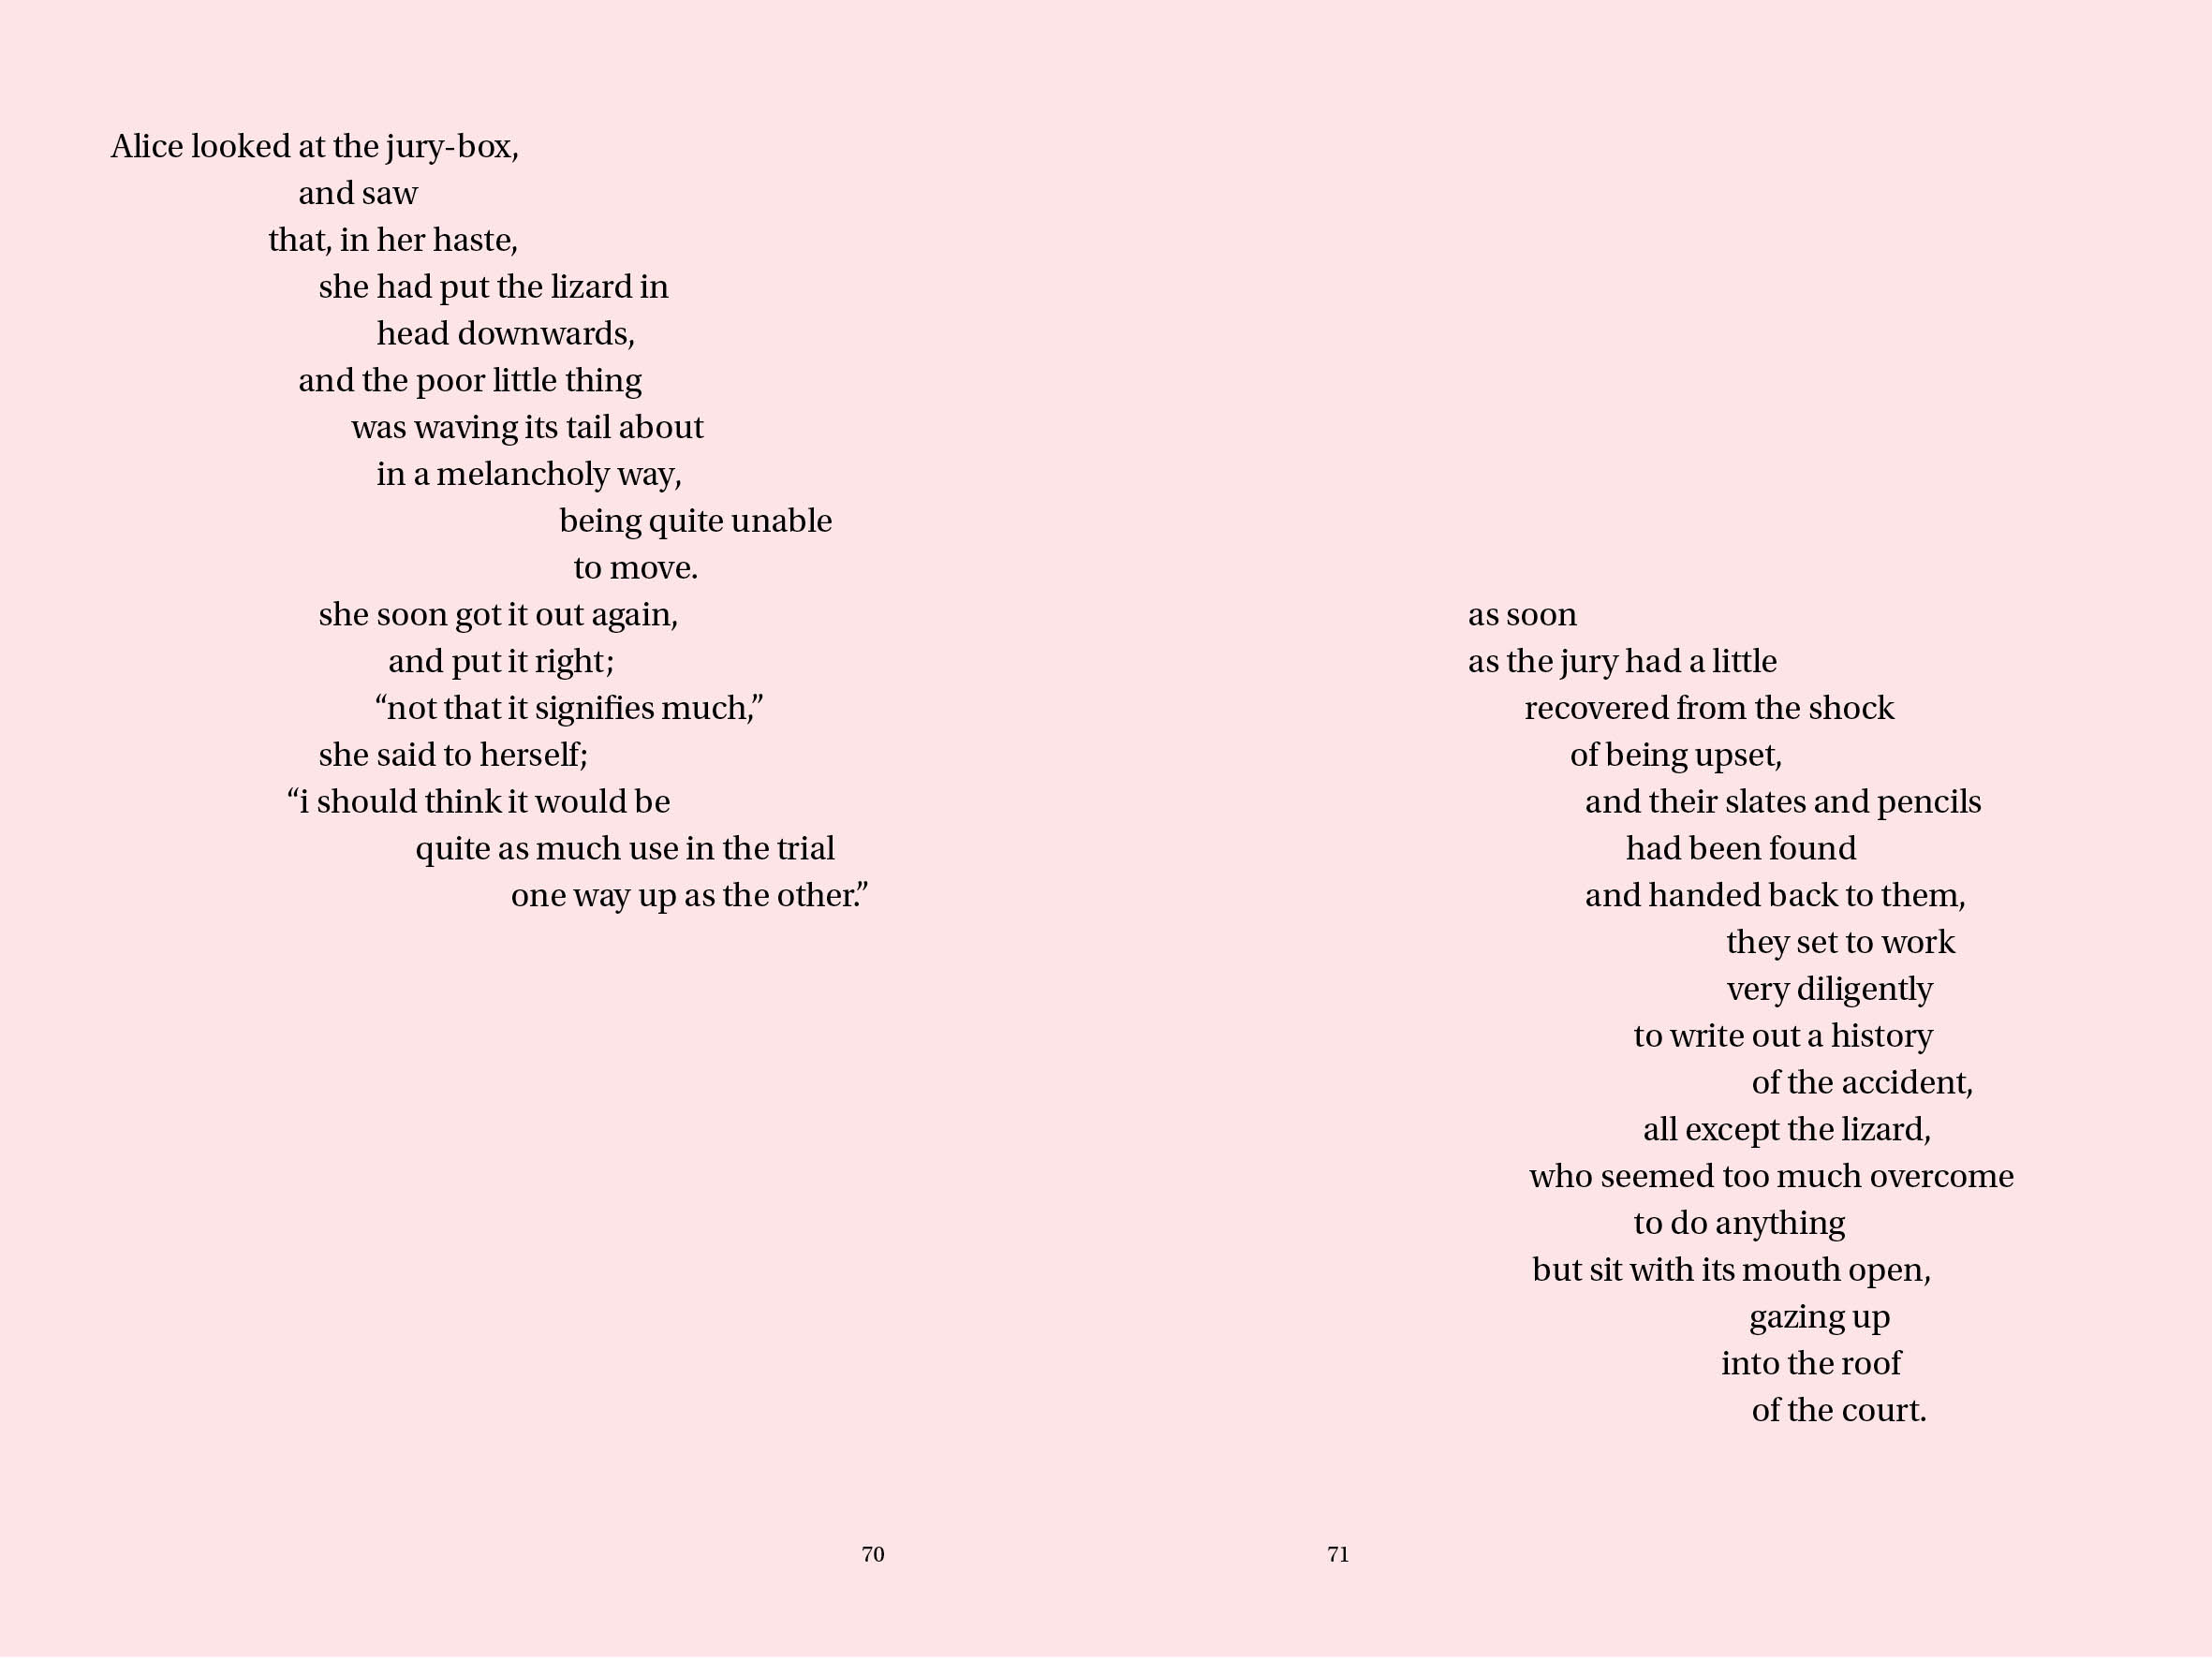 Alice looked at the jury-box,
and saw
that, in her haste,
she had put the lizard in
head downwards,
and the poor little thing
was waving its tail about
in a melancholy way,
being quite unable
to move.
she soon got it out again,
and put it right;
“not that it signifies much,”
she said to herself;
“i should think it would be
quite as much use in the trial
one way up as the other.”
70
as soon
as the jury had a little
recovered from the shock
of being upset,
and their slates and pencils
had been found
and handed back to them,
they set to work
very diligently
to write out a history
of the accident,
all except the lizard,
who seemed too much overcome
to do anything
but sit with its mouth open,
gazing up
into the roof
of the court.
71